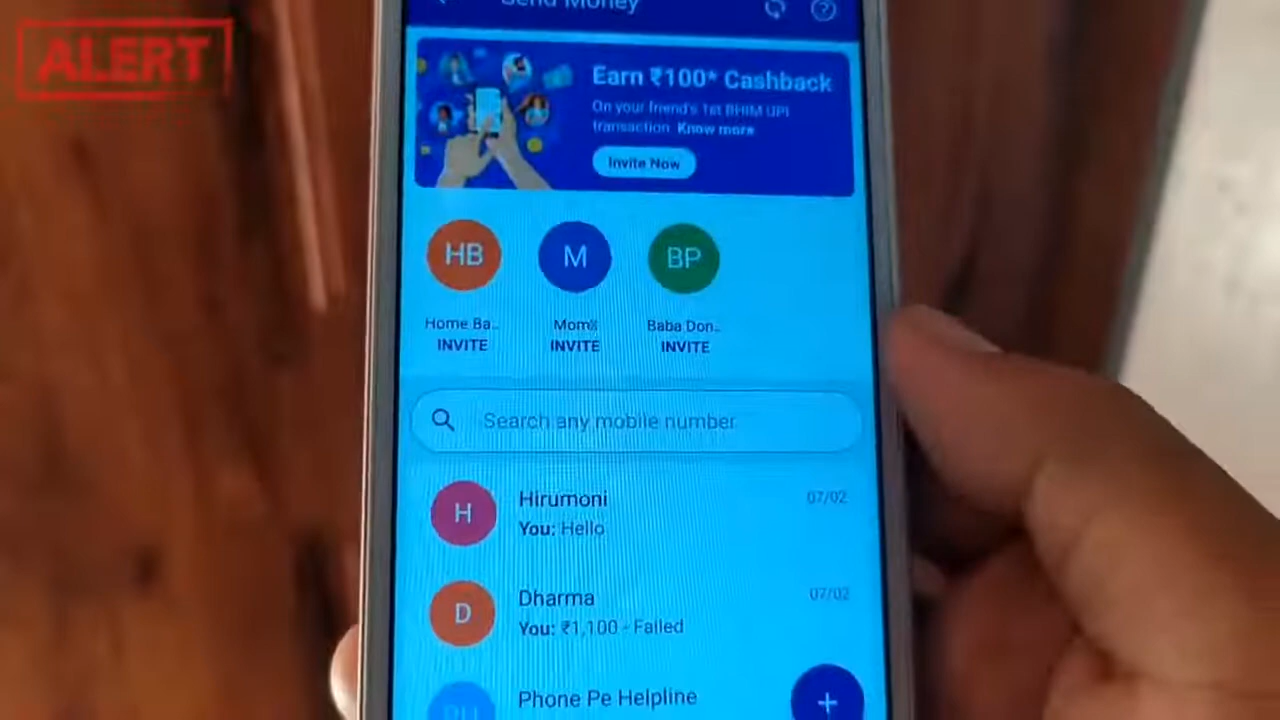 ALERT
Send Money
Earn ₹100* Cashback
On your friend's 1st BHIM UPI
transaction. Know more
Invite Now
HB
M
BP
Home Ba..
Mom
Baba Don..
INVITE
INVITE
INVITE
Search any mobile number
H
Hirumoni
07/02
You: Hello
D
Dharma
07/02
You: ₹1,100 - Failed
Phone Pe Helpline
+